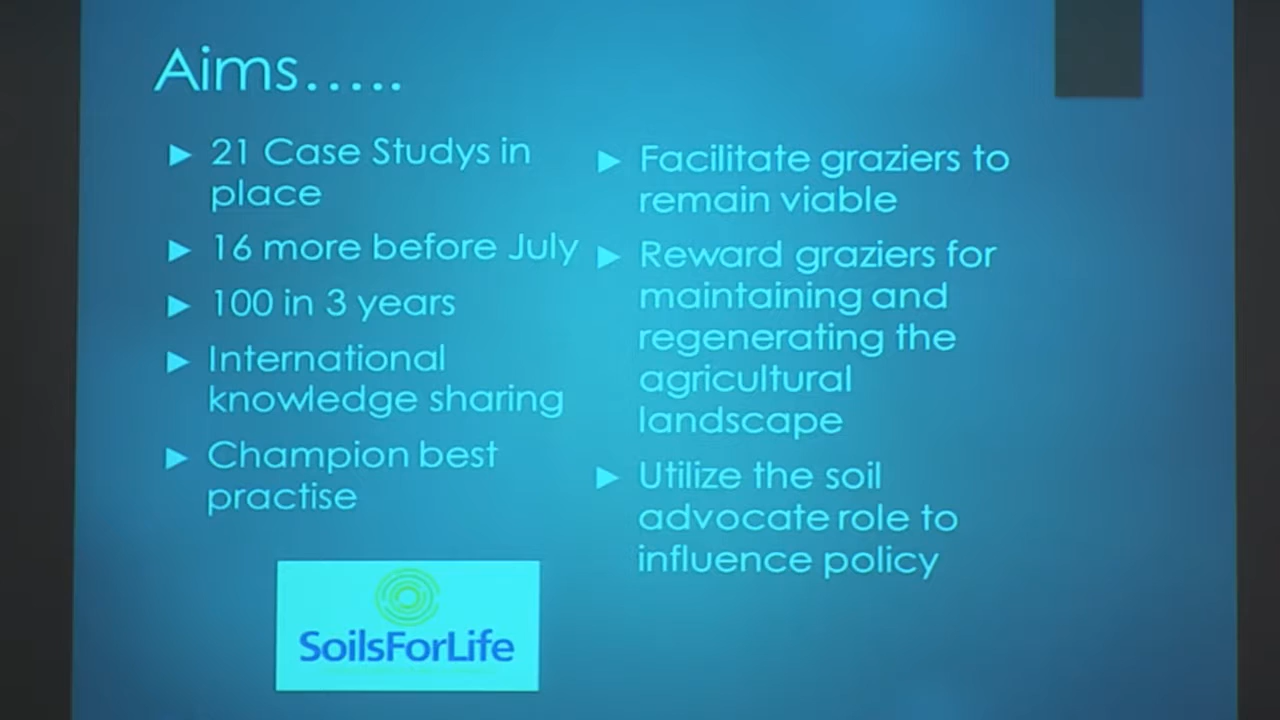 Aims.....
21 Case Studys in
place
16 more before July
100 in 3 years
International
knowledge sharing
Champion best
practise
Facilitate graziers to
remain viable
Reward graziers for
maintaining and
regenerating the
agricultural
landscape
Utilize the soil
advocate role to
influence policy
SoilsForLife